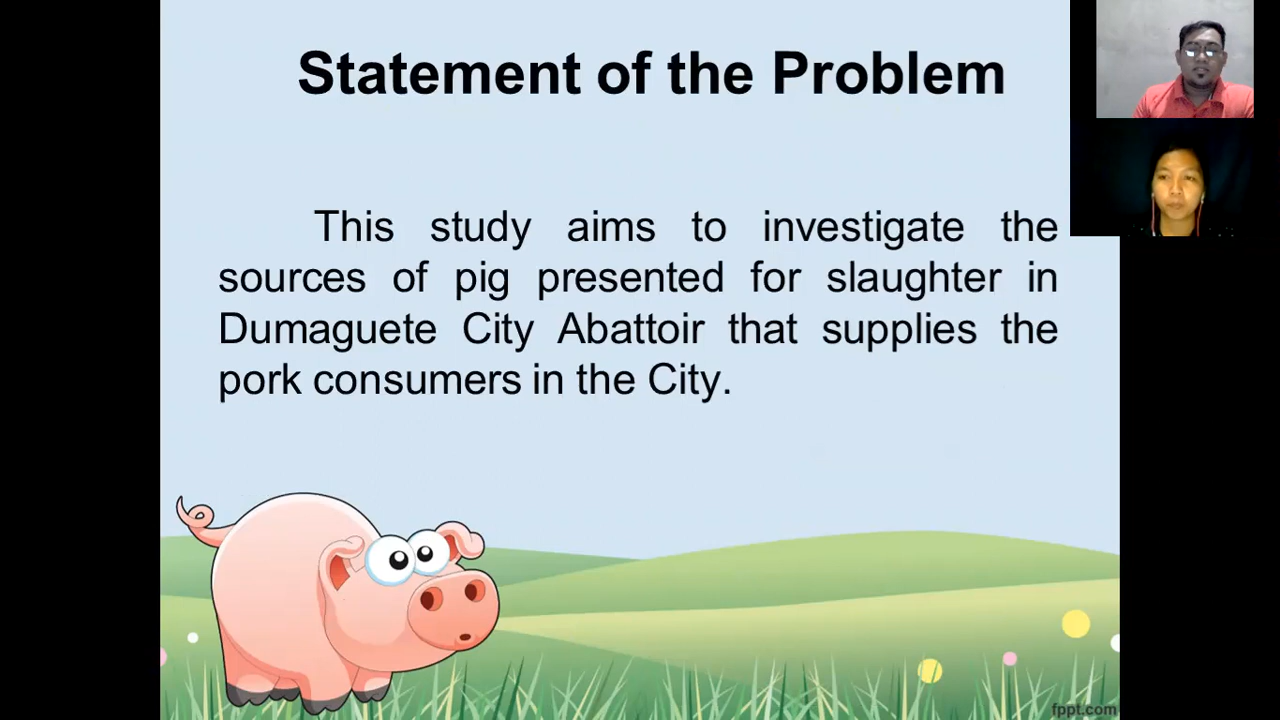 Statement of the Problem
This study aims to investigate the
sources of pig presented for slaughter in
Dumaguete City Abattoir that supplies the
pork consumers in the City.
fppt.com